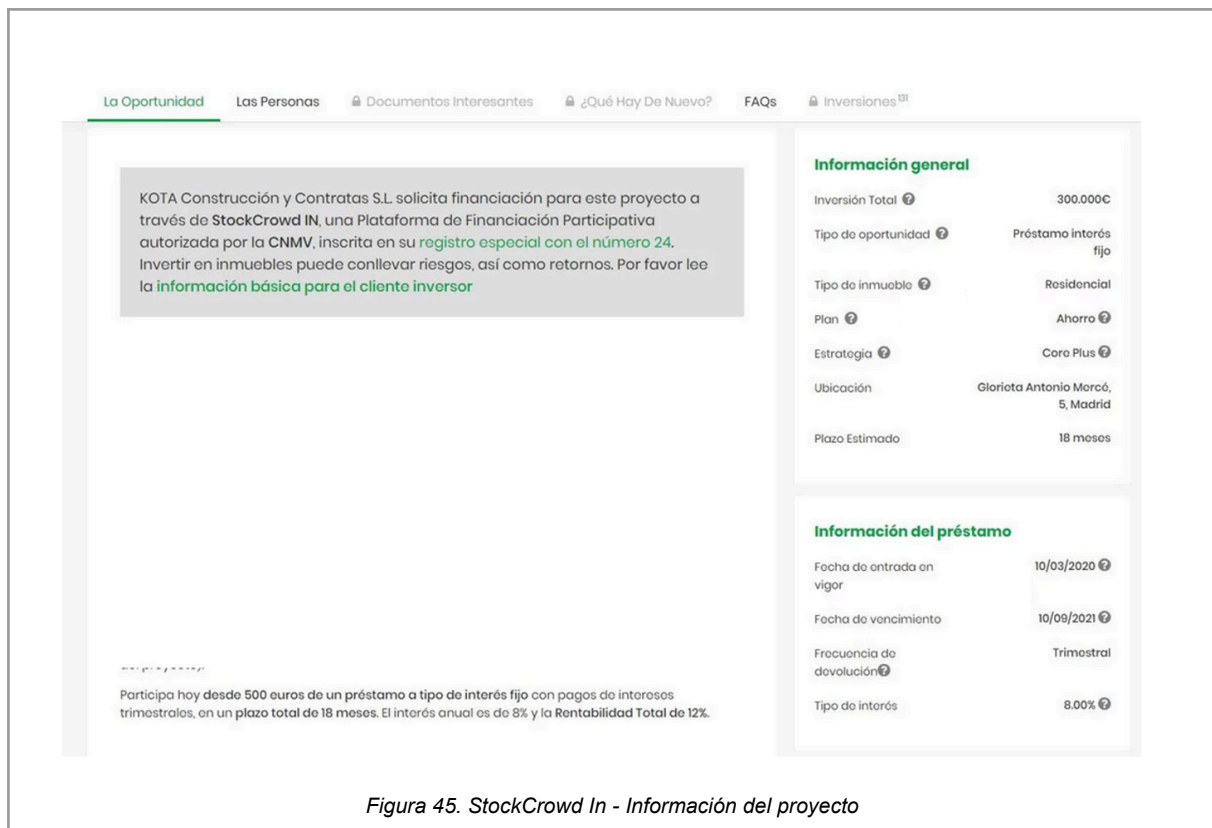 La Oportunidad Las Personas Documentos Interesantes ¿Qué Hay De Nuevo? FAQs Inversiones 131
KOTA Construcción y Contratas S.L. solicita financiación para este proyecto a
través de StockCrowd IN, una Plataforma de Financiación Participativa
autorizada por la CNMV, inscrita en su registro especial con el número 24.
Invertir en inmuebles puede conllevar riesgos, así como retornos. Por favor lee
la información básica para el cliente inversor
Participa hoy desde 500 euros de un préstamo a tipo de interés fijo con pagos de intereses
trimestrales, en un plazo total de 18 meses. El interés anual es de 8% y la Rentabilidad Total de 12%.
Información general
Inversión Total 300.000€
Tipo de oportunidad Préstamo interés
fijo
Tipo de inmueble Residencial
Plan Ahorro
Estrategia Core Plus
Ubicación Glorieta Antonio Mercé,
5, Madrid
Plazo Estimado 18 meses
Información del préstamo
Fecha de entrada en 10/03/2020
vigor
Fecha de vencimiento 10/09/2021
Frecuencia de Trimestral
devolución
Tipo de interés 8.00%
Figura 45. StockCrowd In - Información del proyecto